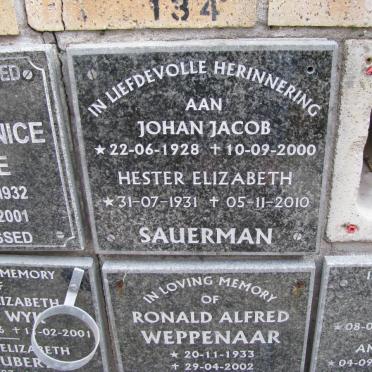 134
IN LIEFDEVOLLE HERINNERING
AAN
JOHAN JACOB
★ 22-06-1928 † 10-09-2000
HESTER ELIZABETH
★ 31-07-1931 † 05-11-2010
SAUERMAN
NICE
E
1932
2001
SSED
MEMORY
F
ELIZABETH
WYK
02-2001
ELIZABETH
IN LOVING MEMORY
OF
RONALD ALFRED
WEPPENAAR
★ 20-11-1933
† 29-04-2002